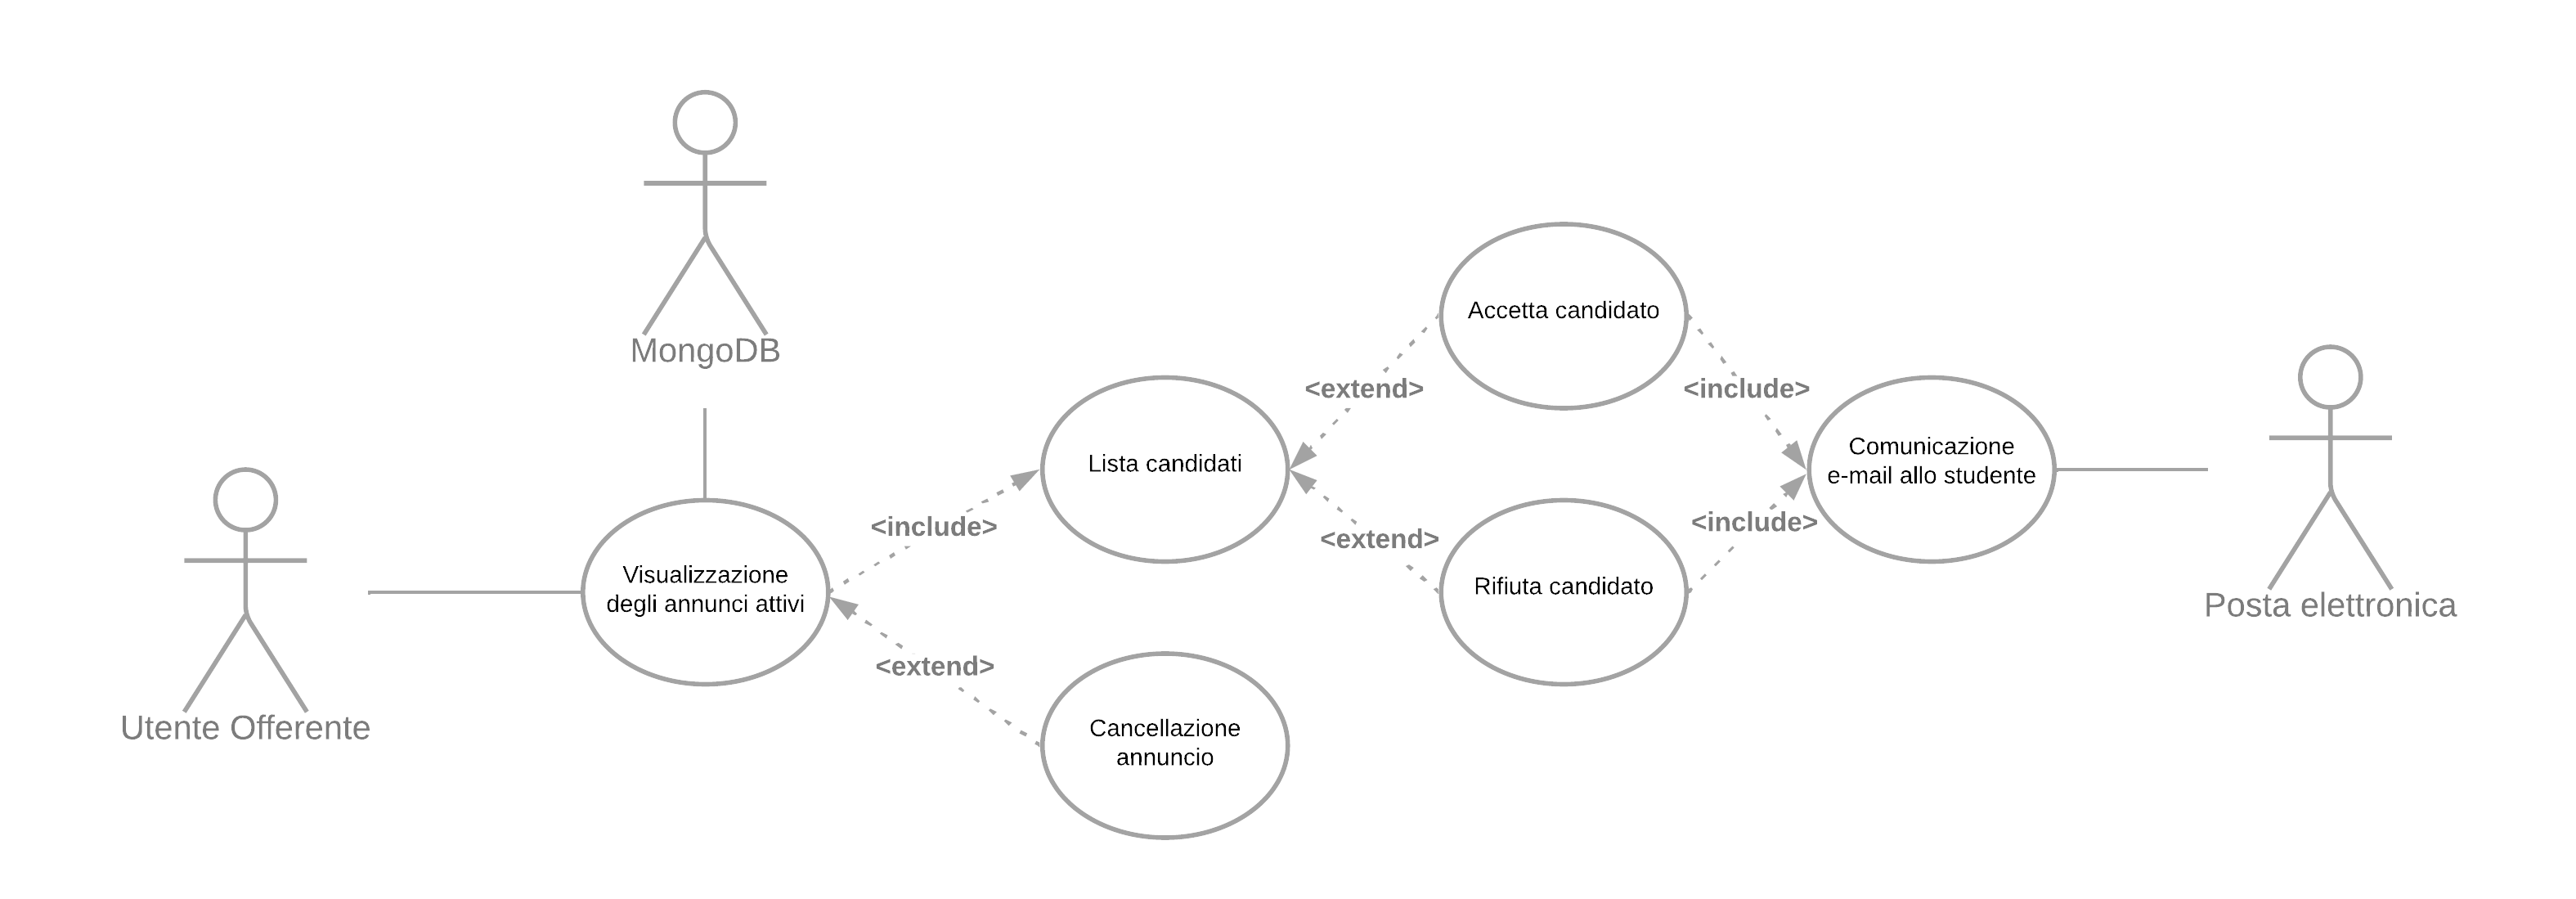 MongoDB
Utente Offerente
Visualizzazione
degli annunci attivi
<include>
<extend>
Lista candidati
Cancellazione
annuncio
<extend>
<extend>
Accetta candidato
Rifiuta candidato
<include>
<include>
Comunicazione
e-mail allo studente
Posta elettronica